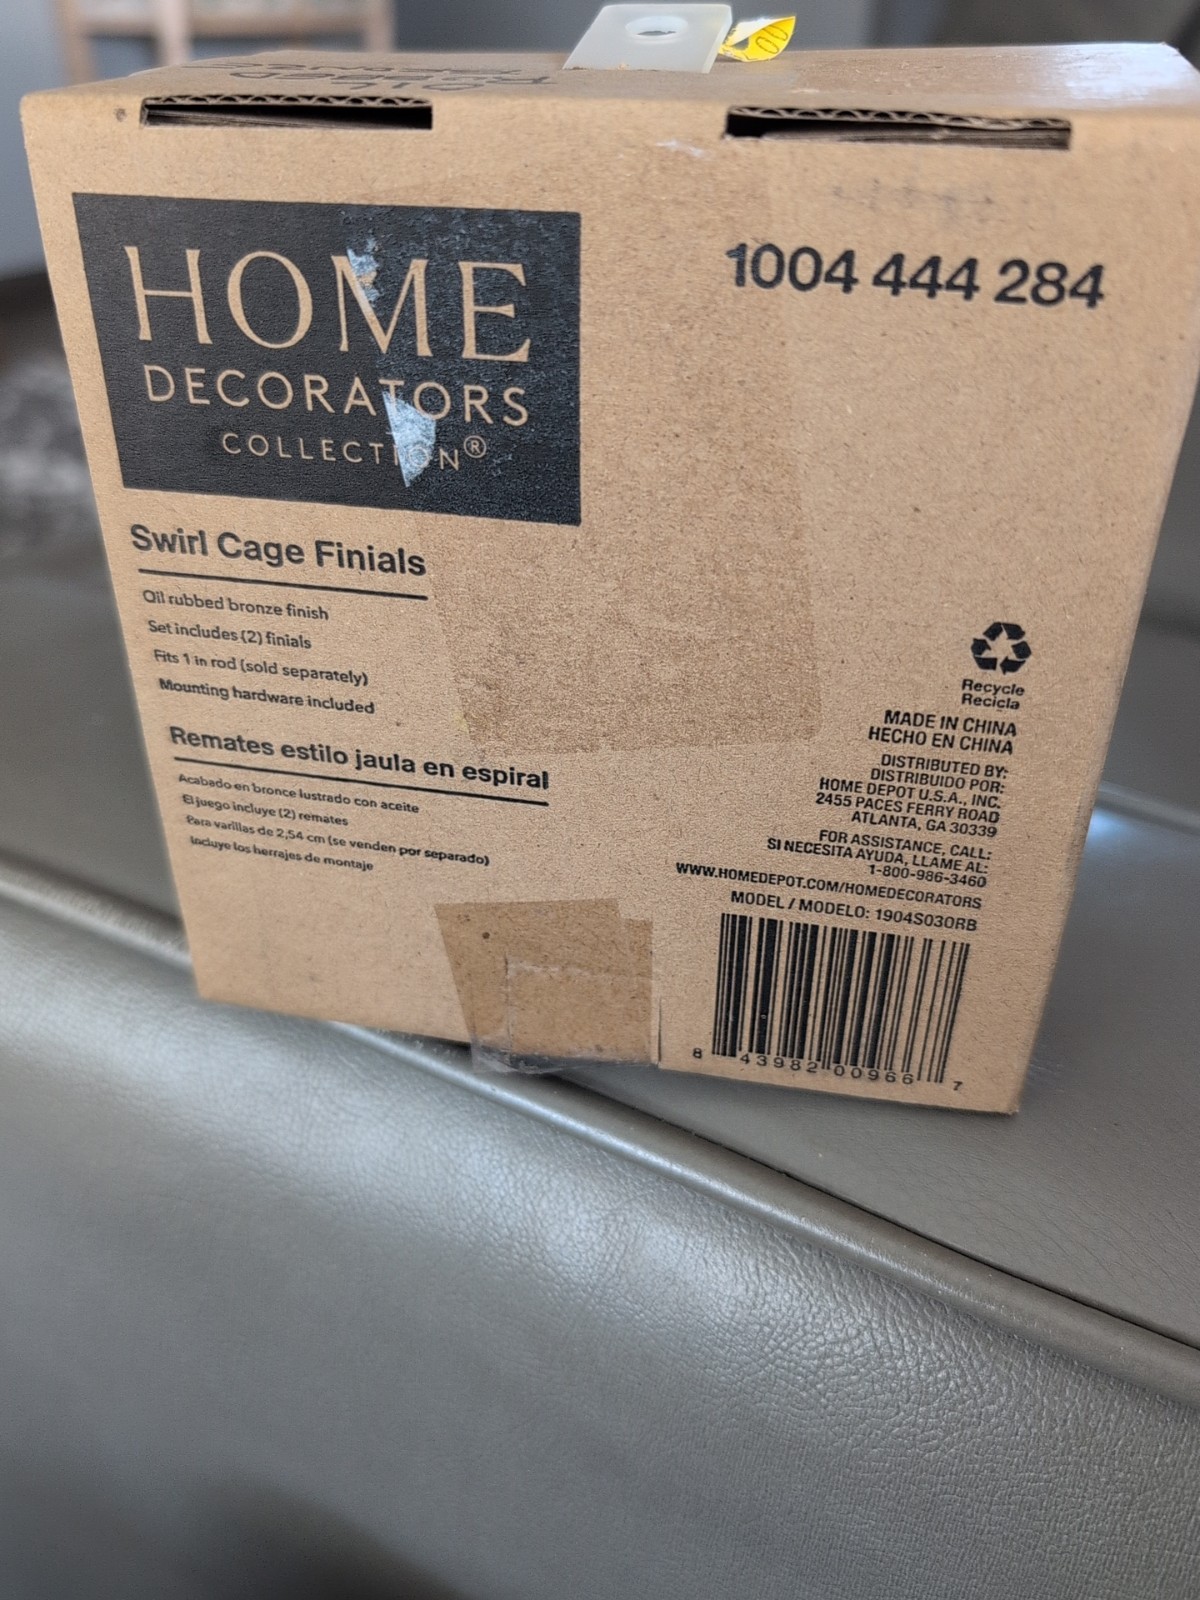 HOME
DECORATORS
COLLECTION®
1004 444 284
Swirl Cage Finials
Oil rubbed bronze finish
Set includes (2) finials
Fits 1 in rod (sold separately)
Mounting hardware included
Remates estilo jaula en espiral
Acabado en bronce lustrado con aceite
El juego incluye (2) remates
Para varillas de 2,54 cm (se venden por separado)
Incluye los herrajes de montaje
Recycle
Recicla
MADE IN CHINA
HECHO EN CHINA
DISTRIBUTED BY:
DISTRIBUIDO POR:
HOME DEPOT U.S.A., INC.
2455 PACES FERRY ROAD
ATLANTA, GA 30339
FOR ASSISTANCE, CALL:
SI NECESITA AYUDA, LLAME AL:
1-800-986-3460
WWW.HOMEDEPOT.COM/HOMEDECORATORS
MODEL / MODELO: 1904S030RB
8 43982 00966 7